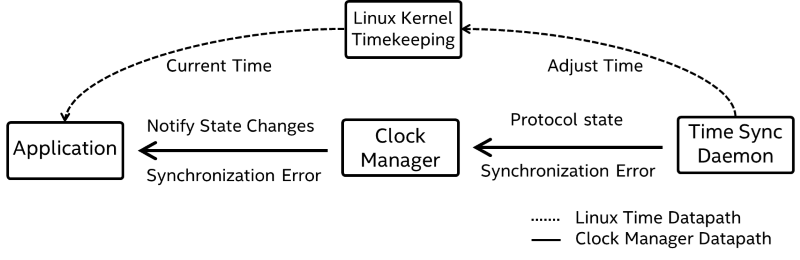 Linux Kernel
Timekeeping
Current Time
Adjust Time
Application
Notify State Changes
Synchronization Error
Clock
Manager
Protocol state
Synchronization Error
Time Sync
Daemon
Linux Time Datapath
Clock Manager Datapath